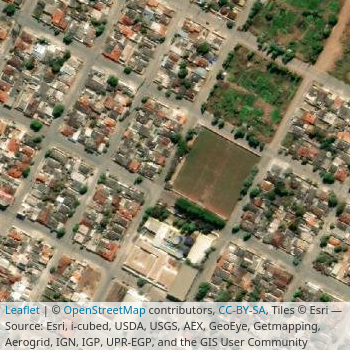 Leaflet | © OpenStreetMap contributors, CC-BY-SA, Tiles © Esri —
Source: Esri, i-cubed, USDA, USGS, AEX, GeoEye, Getmapping,
Aerogrid, IGN, IGP, UPR-EGP, and the GIS User Community